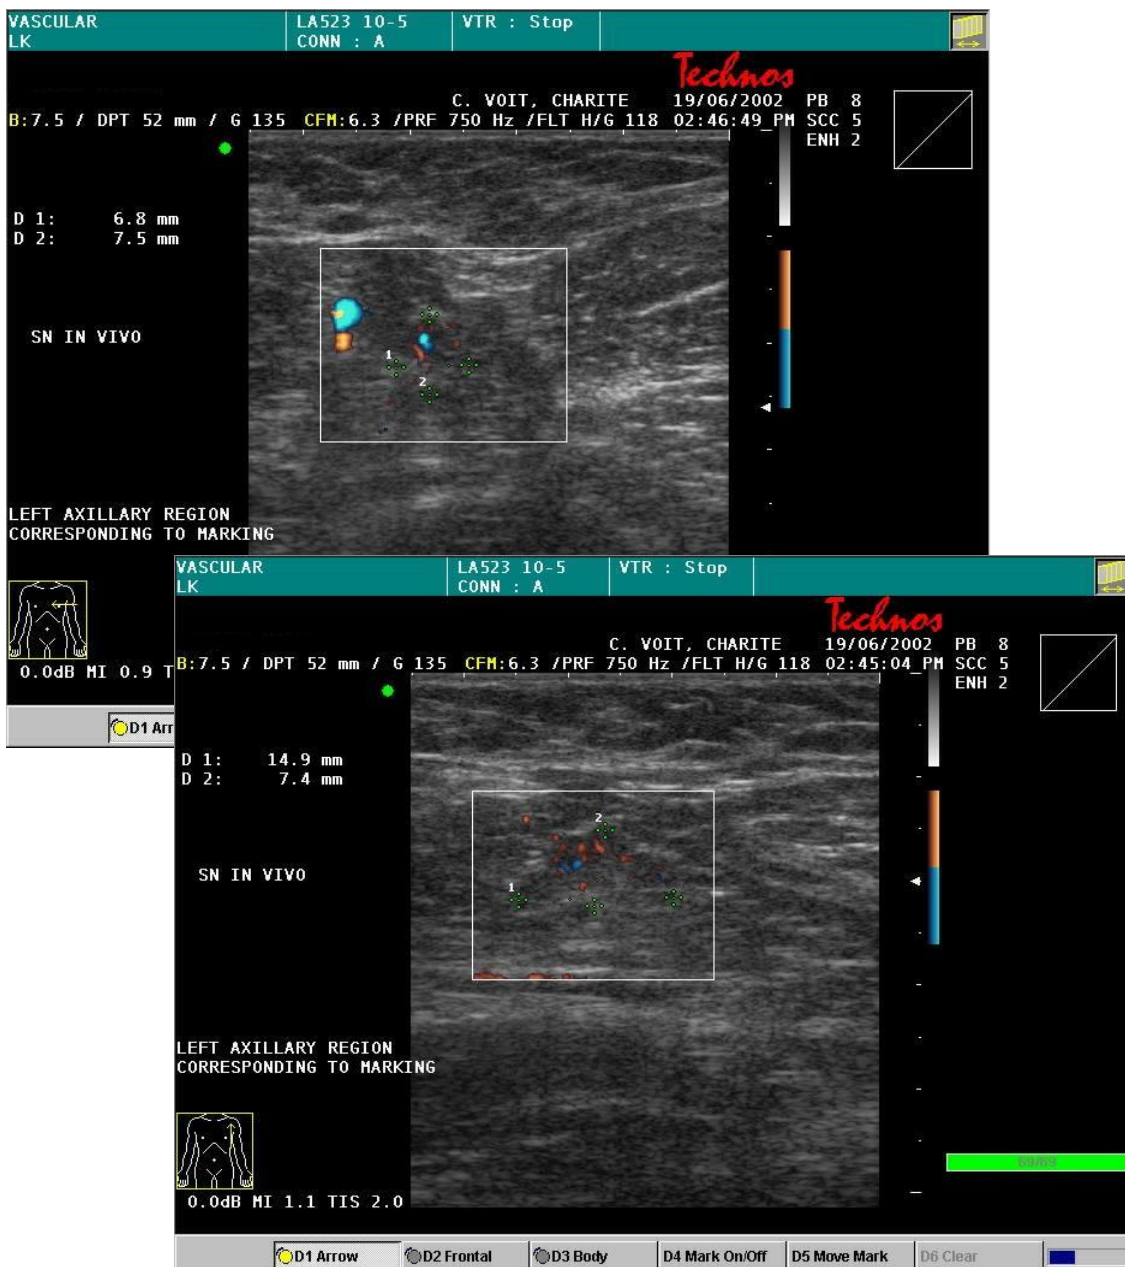 VASCULAR
LK
LA523 10-5
CONN : A
VTR : Stop
Technos
C. VOIT, CHARITE 19/06/2002 PB 8
B:7.5 / DPT 52 mm / G 135 CFM:6.3 /PRF 750 Hz /FLT H/G 118 02:46:49 PM SCC 5
ENH 2
D 1: 6.8 mm
D 2: 7.5 mm
SN IN VIVO
1
2
LEFT AXILLARY REGION
CORRESPONDING TO MARKING
0.0dB MI 0.9 T
D1 Arr
VASCULAR
LK
LA523 10-5
CONN : A
VTR : Stop
Technos
C. VOIT, CHARITE 19/06/2002 PB 8
B:7.5 / DPT 52 mm / G 135 CFM:6.3 /PRF 750 Hz /FLT H/G 118 02:45:04 PM SCC 5
ENH 2
D 1: 14.9 mm
D 2: 7.4 mm
2
SN IN VIVO
1
LEFT AXILLARY REGION
CORRESPONDING TO MARKING
69/69
0.0dB MI 1.1 TIS 2.0
D1 Arrow D2 Frontal D3 Body D4 Mark On/Off D5 Move Mark D6 Clear